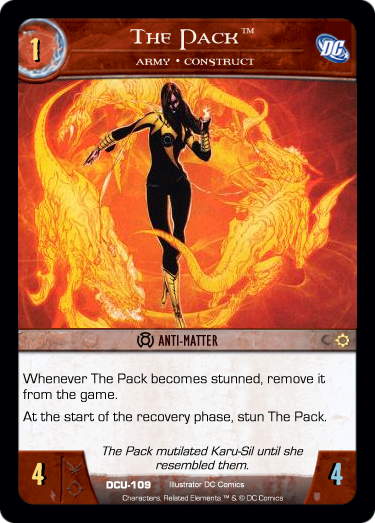 1
The Pack™
DC
ARMY • CONSTRUCT
ANTI-MATTER
Whenever The Pack becomes stunned, remove it
from the game.
At the start of the recovery phase, stun The Pack.
The Pack mutilated Karu-Sil until she
resembled them.
4
4
DCU-109 Illustrator DC Comics
Characters, Related Elements ™ & © DC Comics